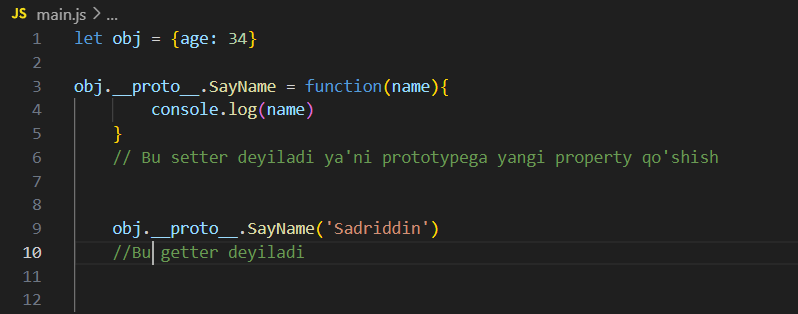 JS main.js > ...
1 let obj = {age: 34}
2
3 obj.__proto__.SayName = function(name){
4 console.log(name)
5 }
6 // Bu setter deyiladi ya'ni prototypega yangi property qo'shish
7
8
9 obj.__proto__.SayName('Sadriddin')
10 //Bu getter deyiladi
11
12